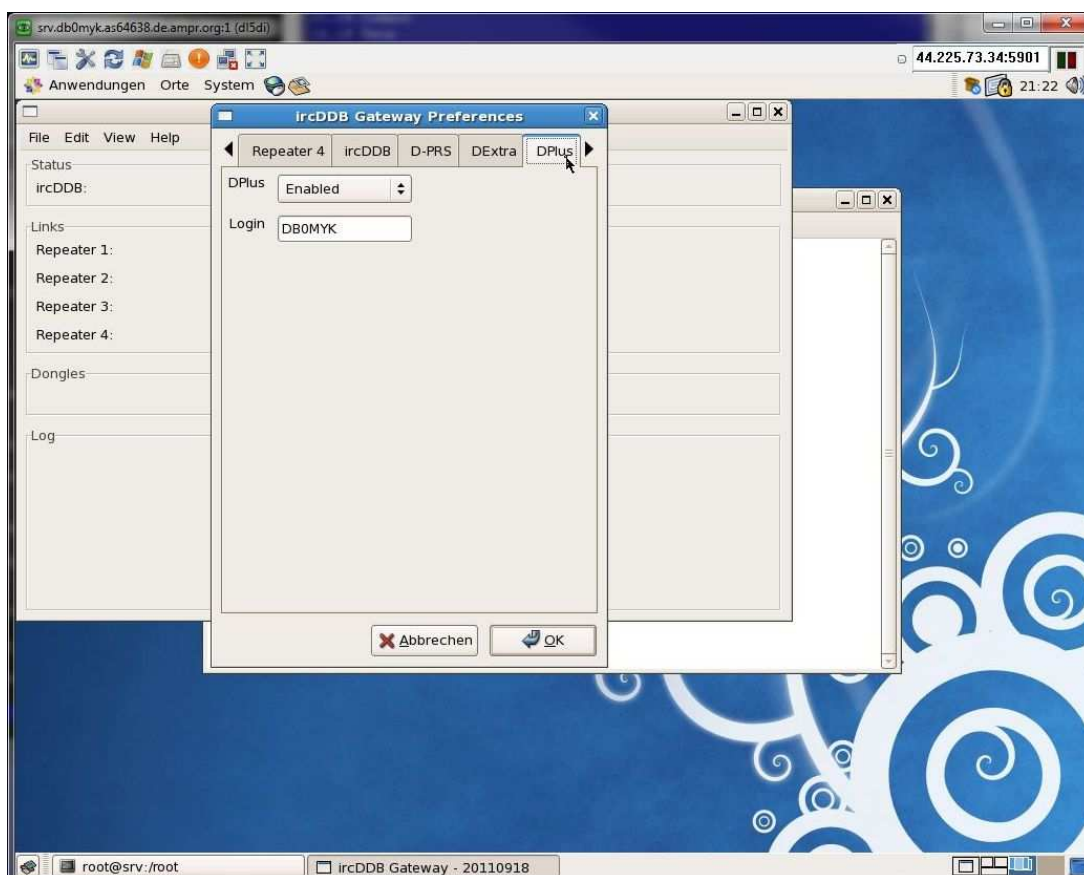 srv.db0myk.as64638.de.ampr.org:1 (dl5di)
44.225.73.34:5901
Anwendungen Orte System
21:22
ircDDB Gateway Preferences
File Edit View Help
Repeater 4 ircDDB D-PRS DExtra DPlus
Status
ircDDB:
DPlus Enabled
Login DB0MYK
Links
Repeater 1:
Repeater 2:
Repeater 3:
Repeater 4:
Dongles
Log
Abbrechen OK
root@srv:/root
ircDDB Gateway - 20110918